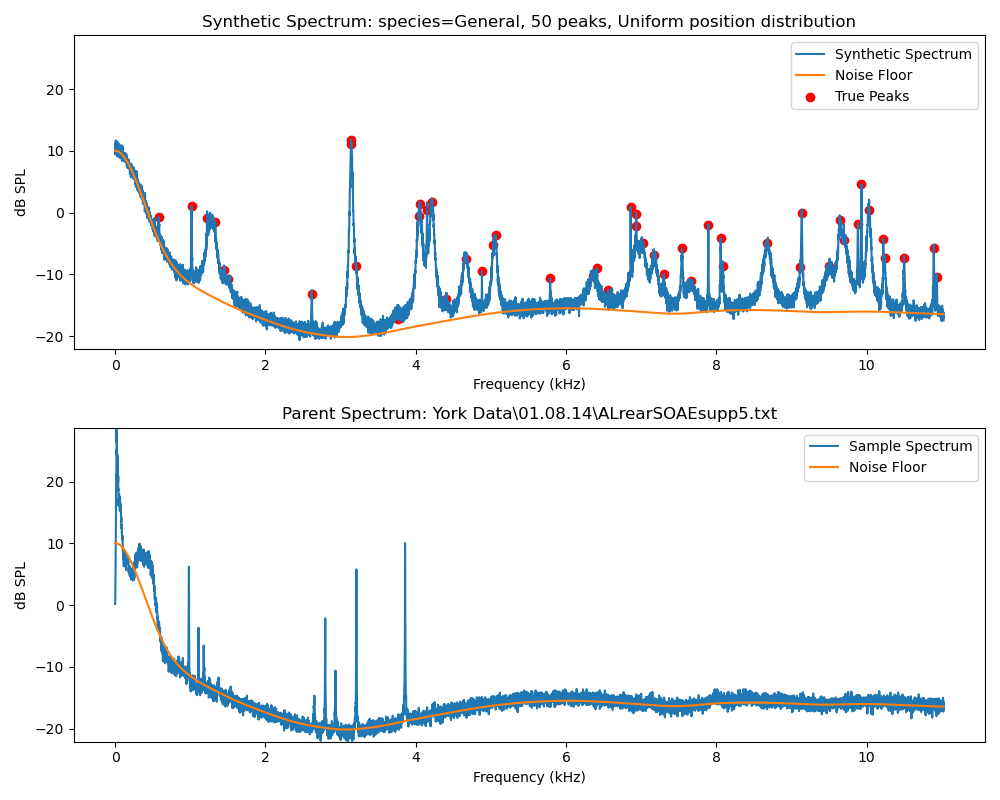 Synthetic Spectrum: species=General, 50 peaks, Uniform position distribution
dB SPL
20
10
0
−10
−20
Synthetic Spectrum
Noise Floor
True Peaks
0 2 4 6 8 10
Frequency (kHz)
Parent Spectrum: York Data\01.08.14\ALrearSOAEsupp5.txt
dB SPL
20
10
0
−10
−20
Sample Spectrum
Noise Floor
0 2 4 6 8 10
Frequency (kHz)